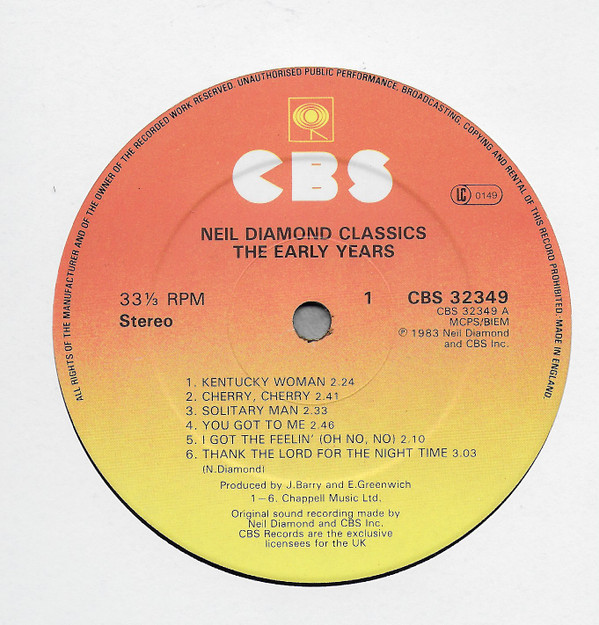 ALL RIGHTS OF THE MANUFACTURER AND OF THE OWNER OF THE RECORDED WORK RESERVED. UNAUTHORISED PUBLIC PERFORMANCE, BROADCASTING, COPYING AND RENTAL OF THIS RECORD PROHIBITED. MADE IN ENGLAND.
CBS
LC 0149
NEIL DIAMOND CLASSICS
THE EARLY YEARS
33⅓ RPM 1 CBS 32349
Stereo CBS 32349 A
MCPS/BIEM
℗ 1983 Neil Diamond
and CBS Inc.
1. KENTUCKY WOMAN 2.24
2. CHERRY, CHERRY 2.41
3. SOLITARY MAN 2.33
4. YOU GOT TO ME 2.46
5. I GOT THE FEELIN' (OH NO, NO) 2.10
6. THANK THE LORD FOR THE NIGHT TIME 3.03
(N.Diamond)
Produced by J.Barry and E.Greenwich
1–6. Chappell Music Ltd.
Original sound recording made by
Neil Diamond and CBS Inc.
CBS Records are the exclusive
licensees for the UK